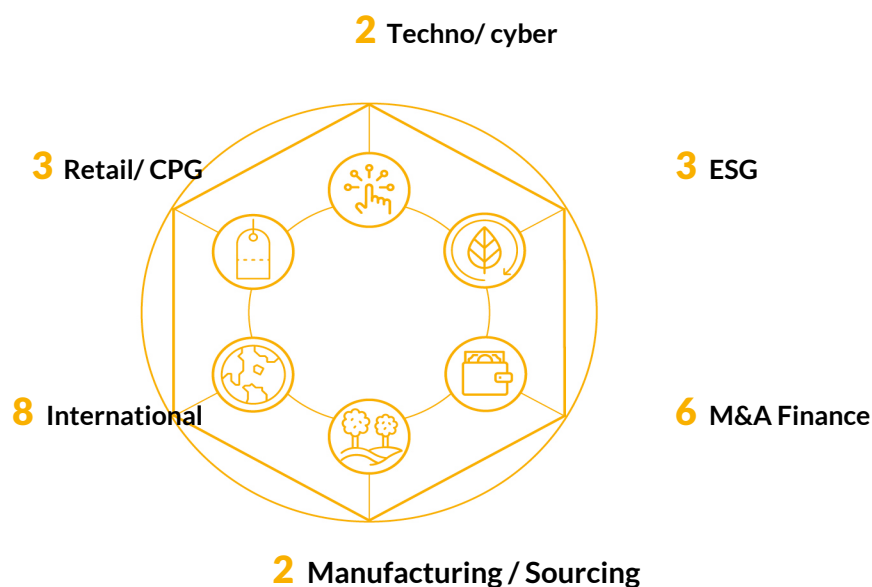 2 Techno/ cyber
3 Retail/ CPG
3 ESG
8 International
6 M&A Finance
2 Manufacturing / Sourcing